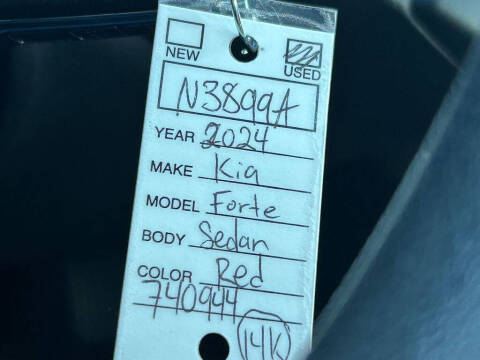 NEW USED
N3899A
YEAR 2024
MAKE Kia
MODEL Forte
BODY Sedan
COLOR Red
740944
14K